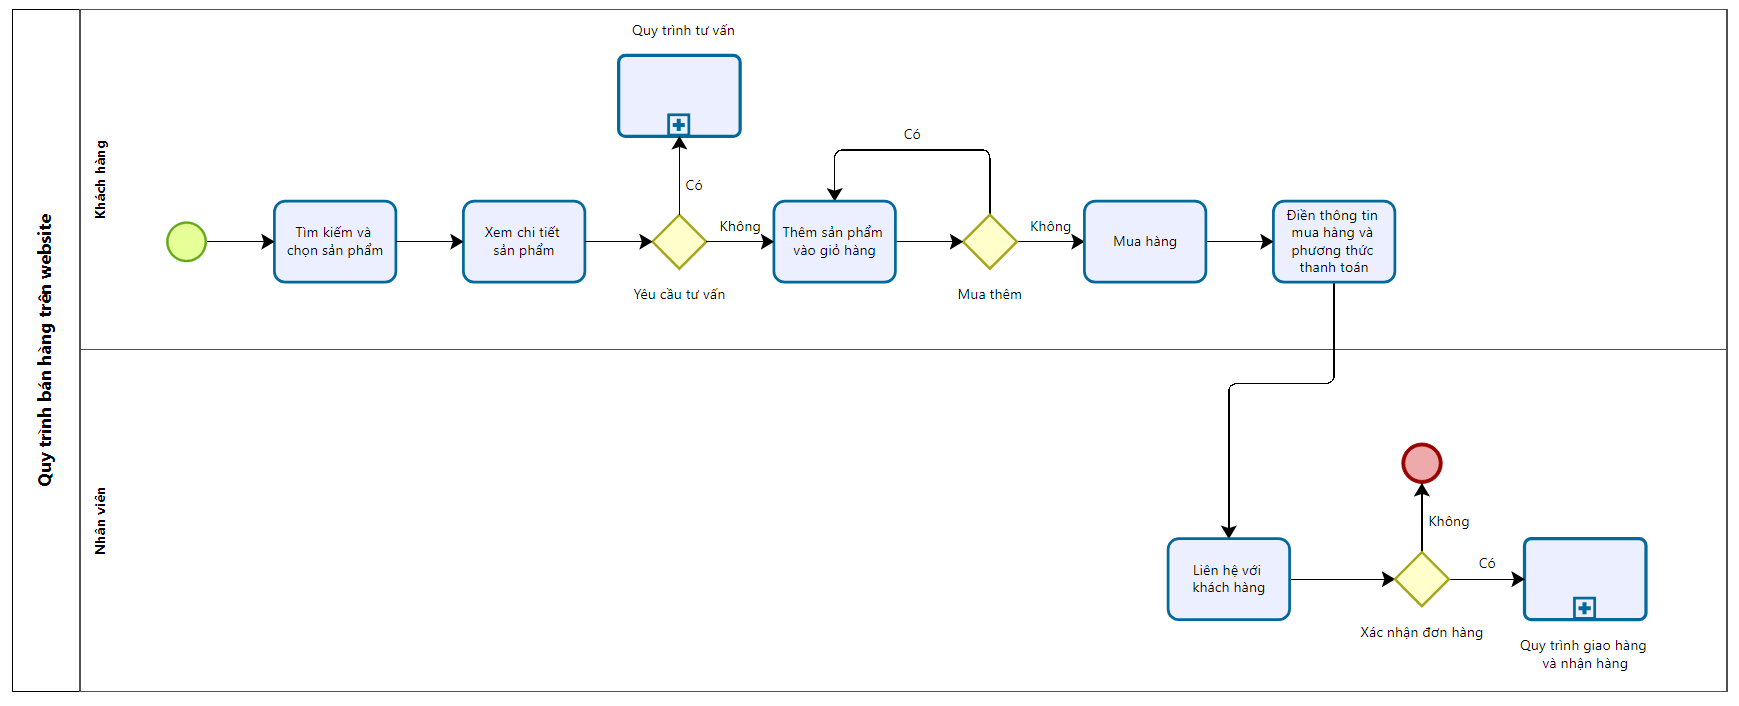 Quy trình bán hàng trên website
Khách hàng
Quy trình tư vấn
Có
Có
Tìm kiếm và
chọn sản phẩm
Xem chi tiết
sản phẩm
Không
Thêm sản phẩm
vào giỏ hàng
Không
Mua hàng
Điền thông tin
mua hàng và
phương thức
thanh toán
Yêu cầu tư vấn
Mua thêm
Nhân viên
Không
Liên hệ với
khách hàng
Có
Xác nhận đơn hàng
Quy trình giao hàng
và nhận hàng